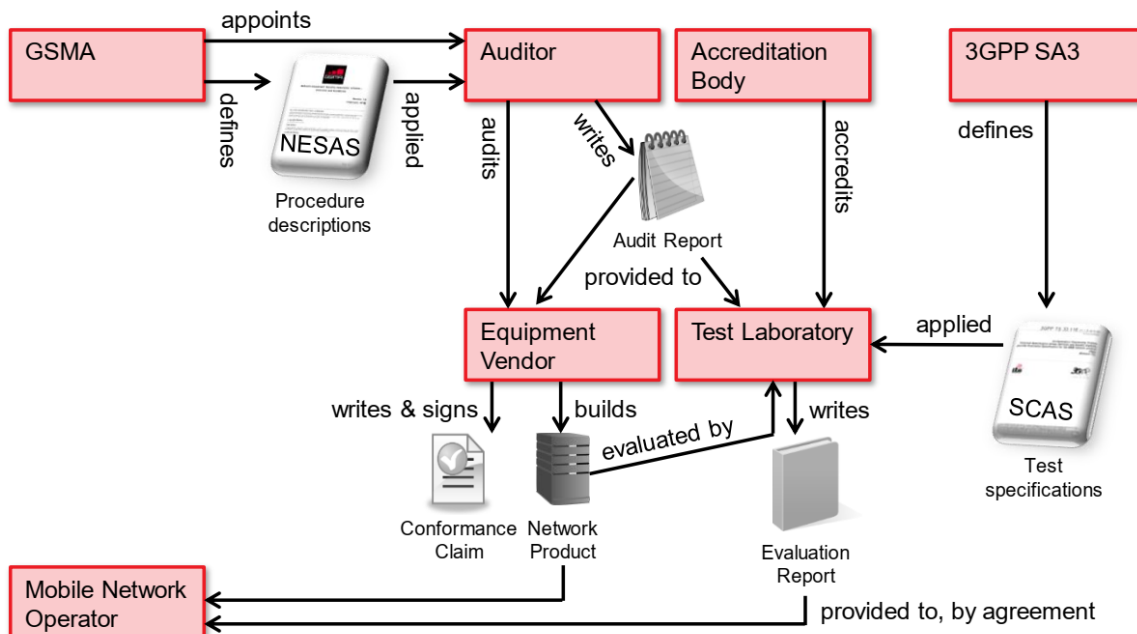 appoints
GSMA
Auditor
Accreditation
Body
3GPP SA3
defines
NESAS
applied
Procedure
descriptions
audits
writes
accredits
defines
Audit Report
provided to
Equipment
Vendor
Test Laboratory
applied
SCAS
Test
specifications
writes & signs
builds
evaluated by
writes
Conformance
Claim
Network
Product
Evaluation
Report
Mobile Network
Operator
provided to, by agreement